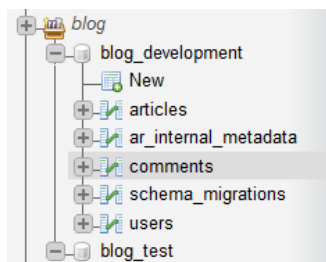 blog
blog_development
New
articles
ar_internal_metadata
comments
schema_migrations
users
blog_test